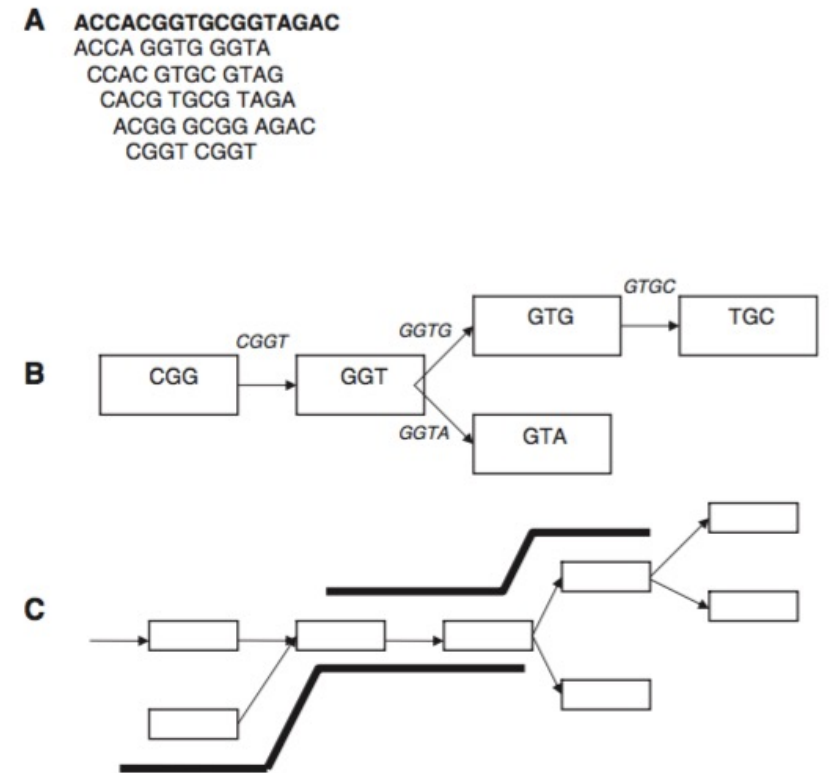 A ACCACGGTGCGGTAGAC
ACCA GGTG GGTA
CCAC GTGC GTAG
CACG TGCG TAGA
ACGG GCGG AGAC
CGGT CGGT
GTGC
GTG TGC
GGTG
CGGT
B CGG GGT
GGTA GTA
C